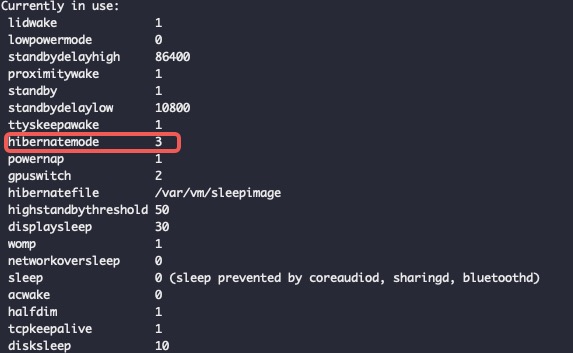 Currently in use:
lidwake 1
lowpowermode 0
standbydelayhigh 86400
proximitywake 1
standby 1
standbydelaylow 10800
ttyskeepawake 1
hibernatemode 3
powernap 1
gpuswitch 2
hibernatefile /var/vm/sleepimage
highstandbythreshold 50
displaysleep 30
womp 1
networkoversleep 0
sleep 0 (sleep prevented by coreaudiod, sharingd, bluetoothd)
acwake 0
halfdim 1
tcpkeepalive 1
disksleep 10